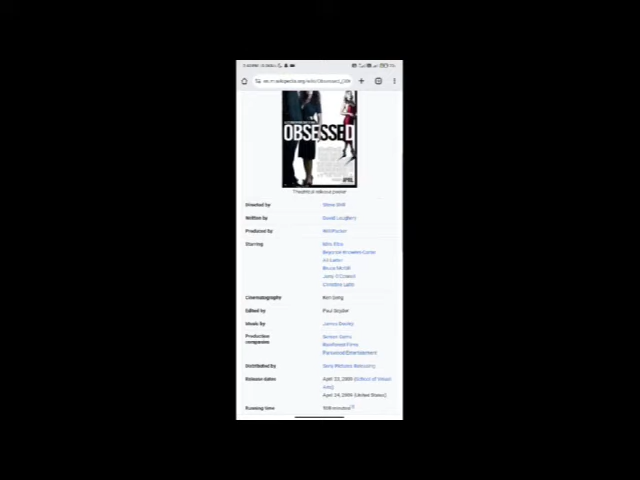 OBSESSED
APRIL
Theatrical release poster
Directed by Steve Shill
Written by David Loughery
Produced by Will Packer
Starring Idris Elba
Beyoncé Knowles Carter
Ali Larter
Bruce McGill
Jerry O'Connell
Christine Lahti
Cinematography Ken Seng
Edited by Paul Seydor
Music by James Dooley
Production companies
Screen Gems
Rainforest Films
Parkwood Entertainment
Distributed by Sony Pictures Releasing
Release dates
April 24, 2009 (United States)
Running time 108 minutes